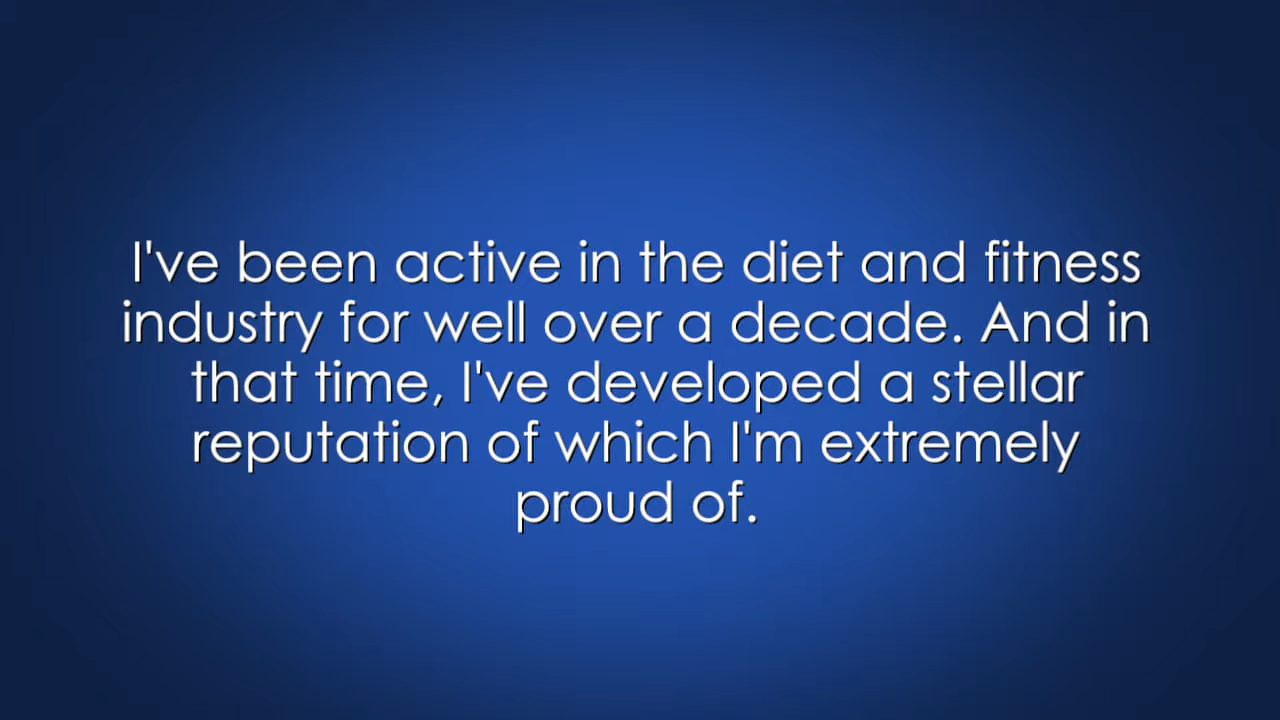 I've been active in the diet and fitness
industry for well over a decade. And in
that time, I've developed a stellar
reputation of which I'm extremely
proud of.